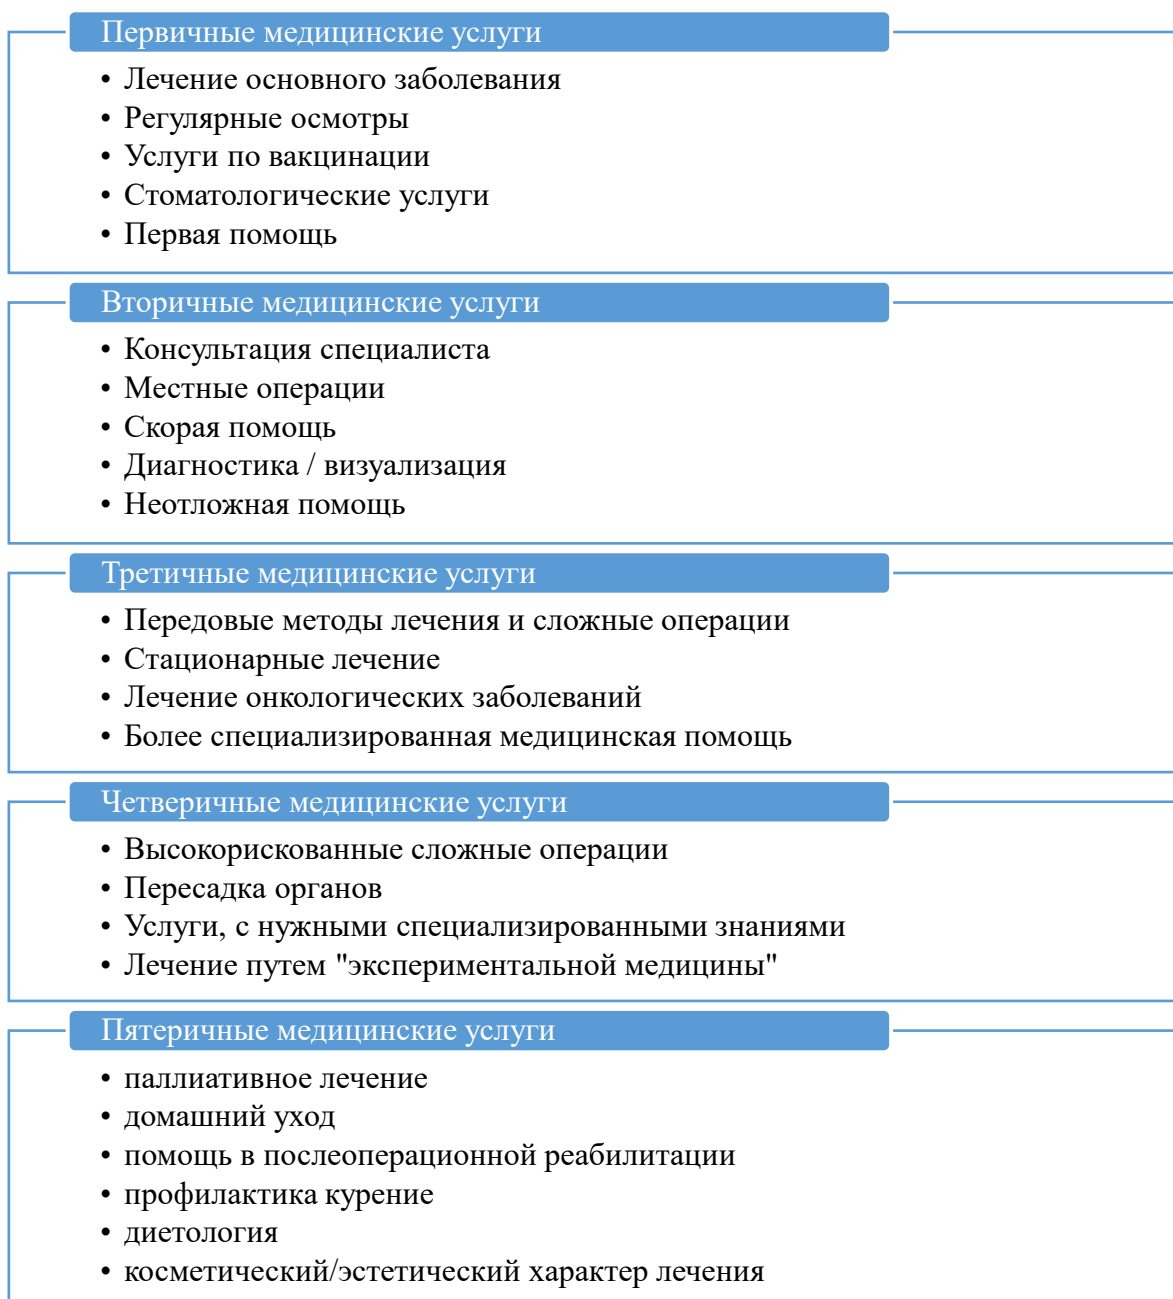 Первичные медицинские услуги
• Лечение основного заболевания
• Регулярные осмотры
• Услуги по вакцинации
• Стоматологические услуги
• Первая помощь
Вторичные медицинские услуги
• Консультация специалиста
• Местные операции
• Скорая помощь
• Диагностика / визуализация
• Неотложная помощь
Третичные медицинские услуги
• Передовые методы лечения и сложные операции
• Стационарные лечение
• Лечение онкологических заболеваний
• Более специализированная медицинская помощь
Четверичные медицинские услуги
• Высокорискованные сложные операции
• Пересадка органов
• Услуги, с нужными специализированными знаниями
• Лечение путем "экспериментальной медицины"
Пятеричные медицинские услуги
• паллиативное лечение
• домашний уход
• помощь в послеоперационной реабилитации
• профилактика курение
• диетология
• косметический/эстетический характер лечения